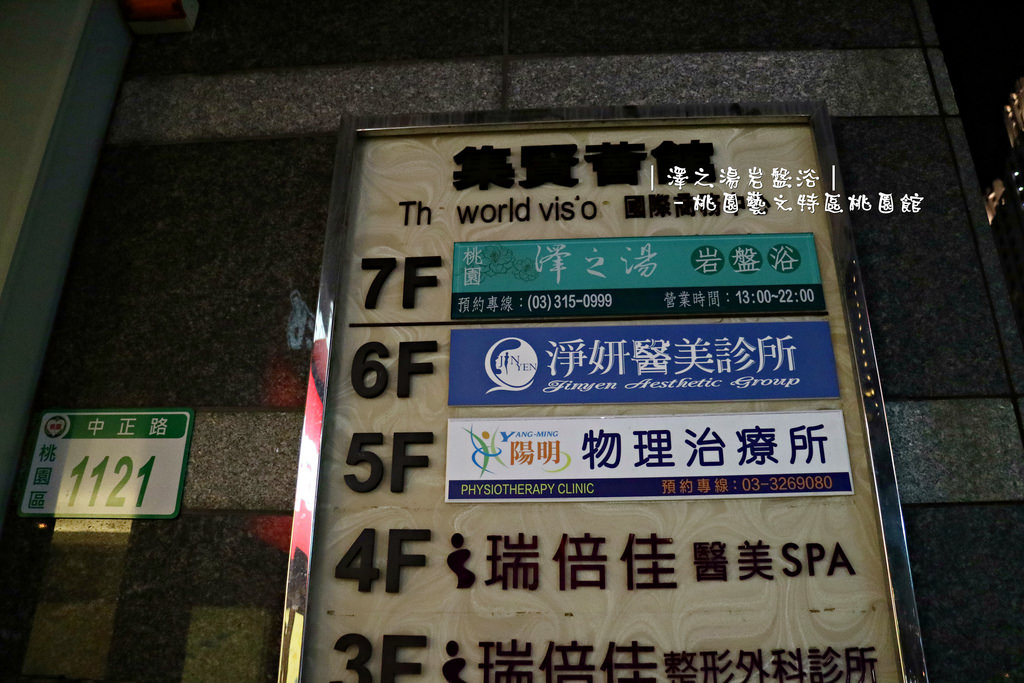 集賢薈館
│澤之湯岩盤浴│
-桃園藝文特區桃園館
Th world vis o 國際商務
7F 桃園 澤之湯 岩盤浴
預約專線：(03) 315-0999 營業時間：13:00~22:00
6F JINYEN 淨妍醫美診所
Jinyen Aesthetic Group
5F YANG-MING 陽明 物理治療所
PHYSIOTHERAPY CLINIC 預約專線：03-3269080
中正路
桃園區
1121
4F 瑞倍佳 醫美SPA
3F 瑞倍佳 整形外科診所